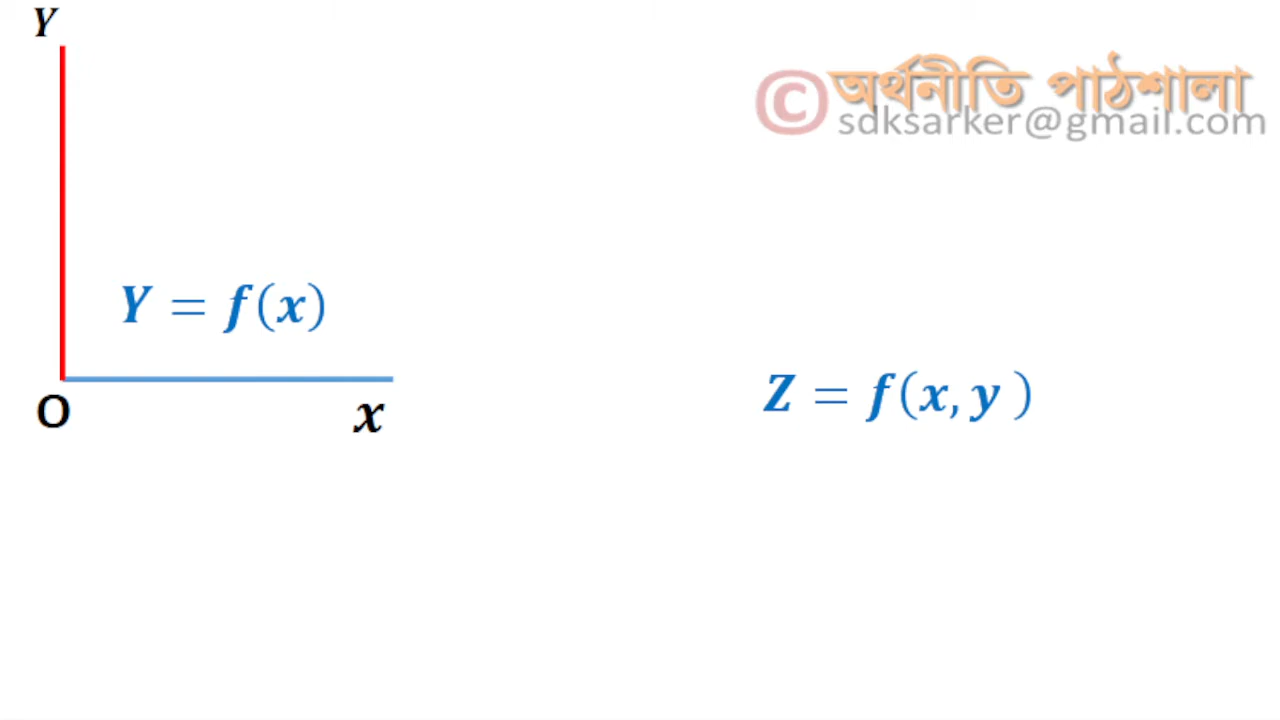 Y
©অর্থনীতি পাঠশালা
sdksarker@gmail.com
Y = f(x)
Z = f(x, y )
O
x